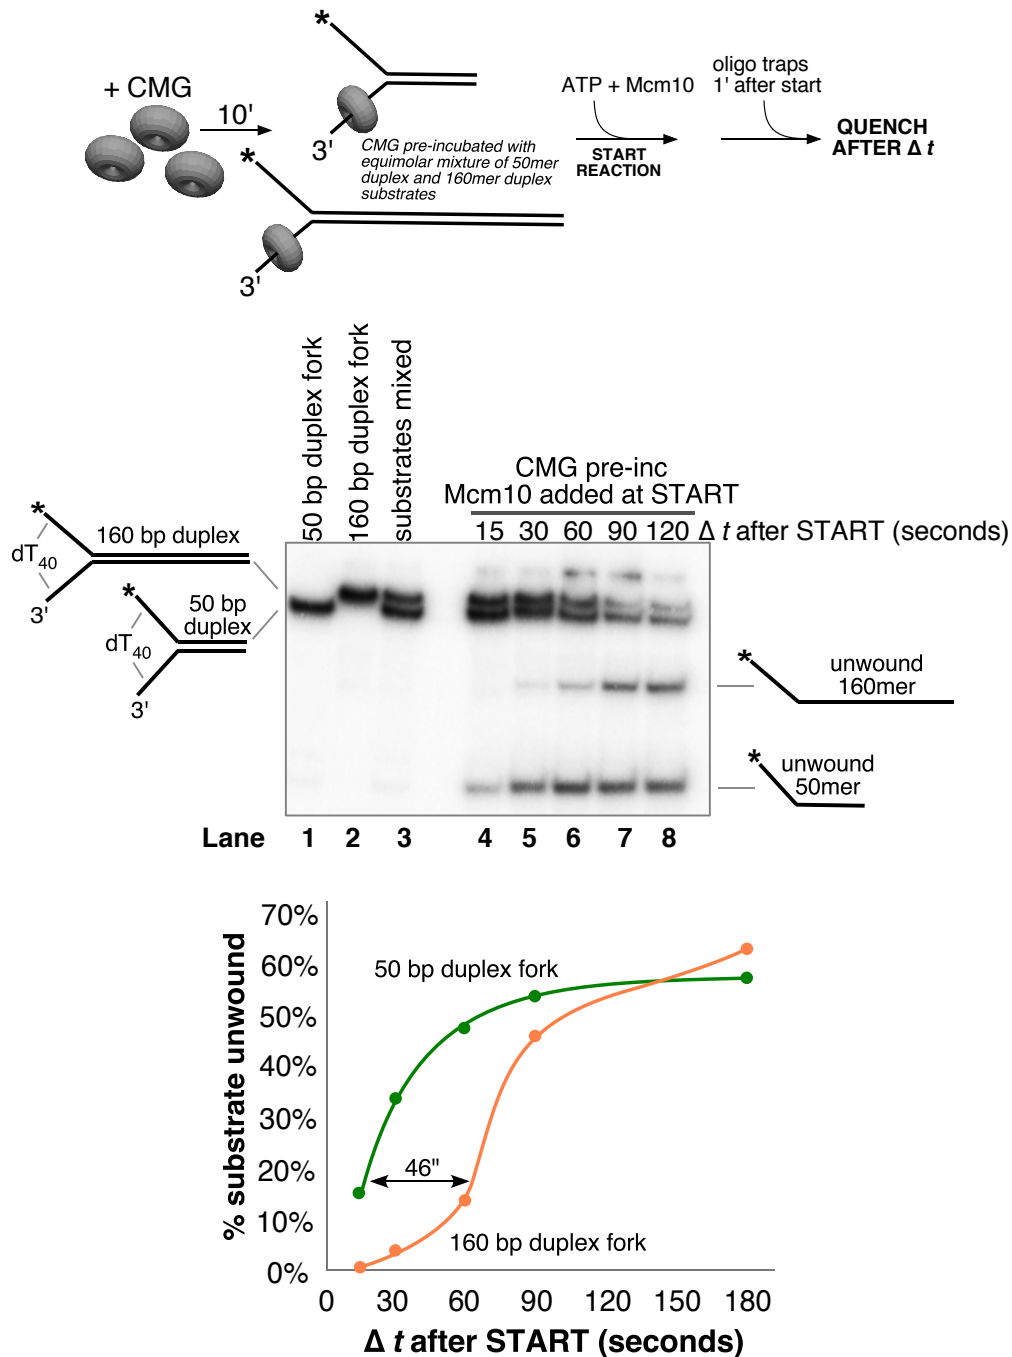 *
+ CMG
10'
3'
CMG pre-incubated with
equimolar mixture of 50mer
duplex and 160mer duplex
substrates
*
3'
ATP + Mcm10
START
REACTION
oligo traps
1' after start
QUENCH
AFTER Δ t
50 bp duplex fork
160 bp duplex fork
substrates mixed
CMG pre-inc
Mcm10 added at START
15 30 60 90 120 Δ t after START (seconds)
*
160 bp duplex
dT40
3'
*
50 bp
duplex
dT40
3'
*
unwound
160mer
*
unwound
50mer
Lane 1 2 3 4 5 6 7 8
% substrate unwound
70%
60%
50%
40%
30%
20%
10%
0%
50 bp duplex fork
46"
160 bp duplex fork
0 30 60 90 120 150 180
Δ t after START (seconds)